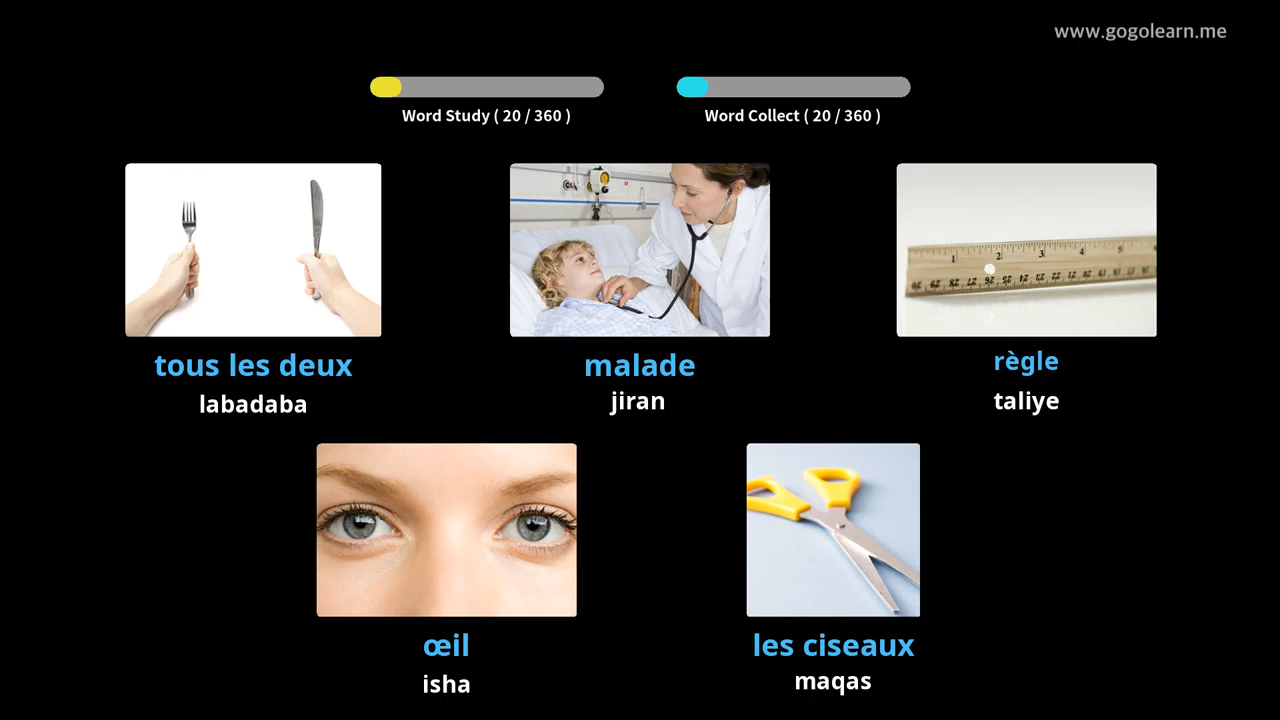 www.gogolearn.me
Word Study ( 20 / 360 )
Word Collect ( 20 / 360 )
tous les deux
labadaba
malade
jiran
règle
taliye
œil
isha
les ciseaux
maqas